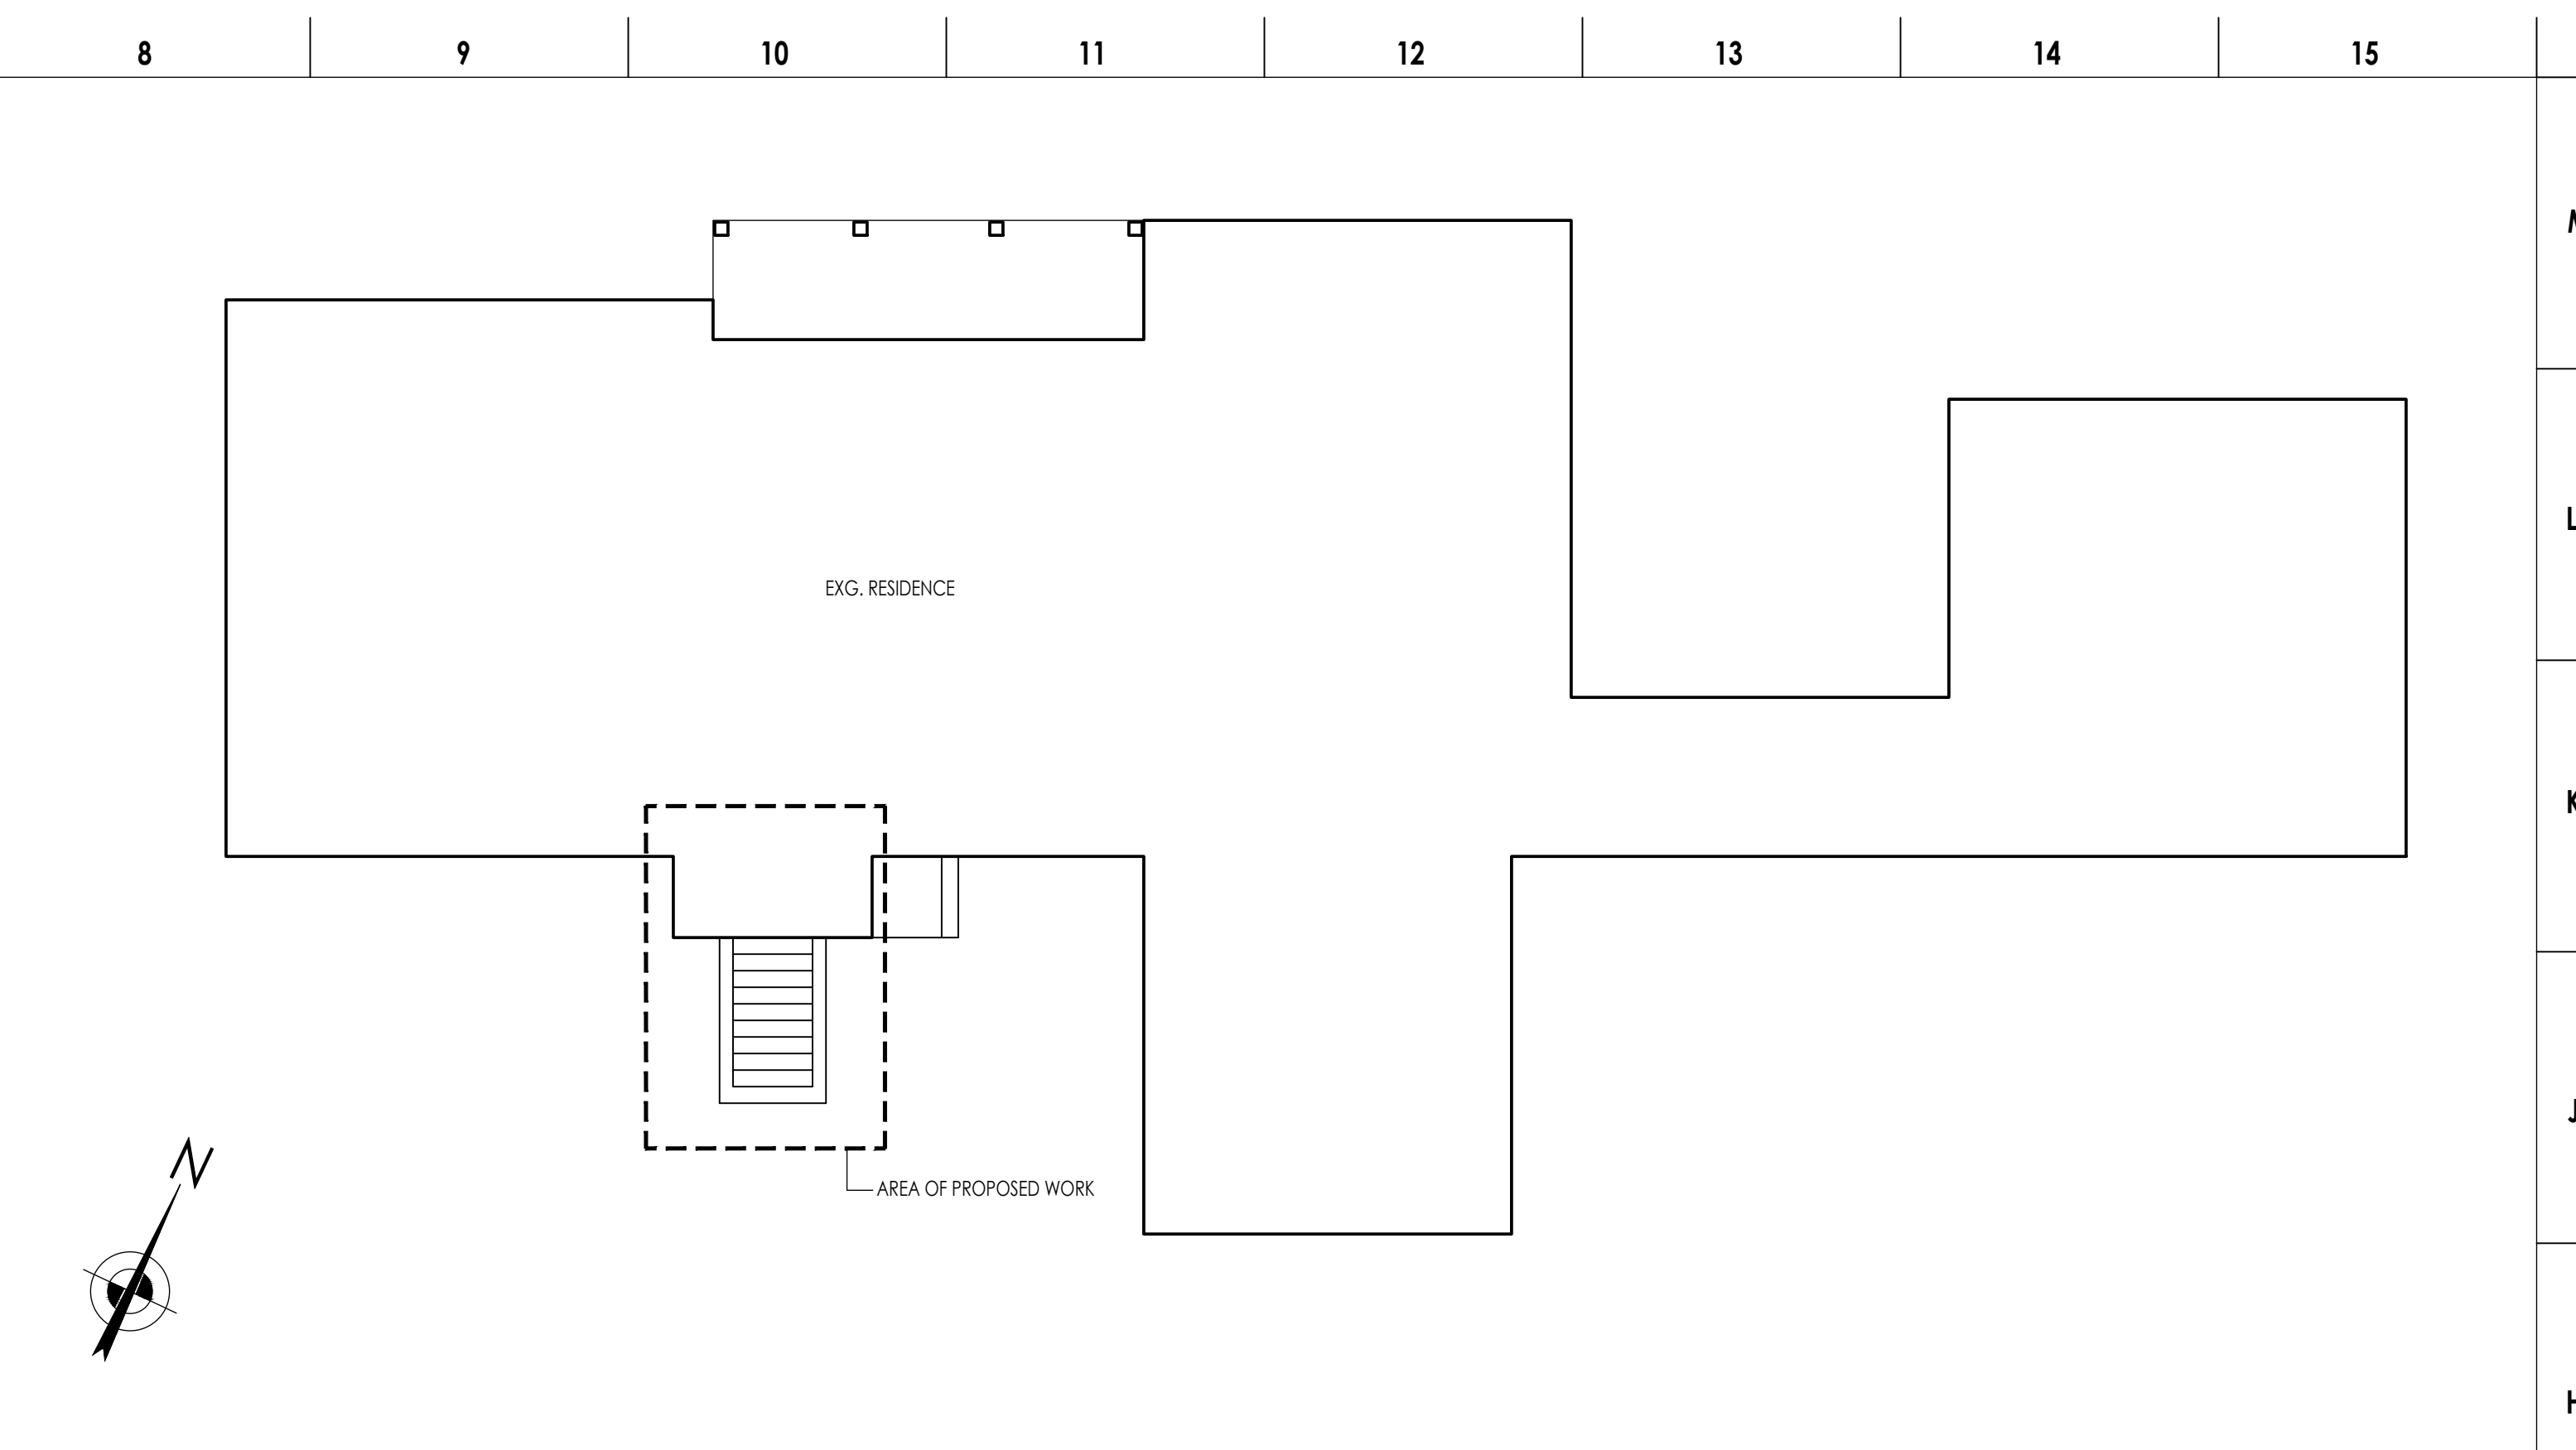 8 9 10 11 12 13 14 15
M
L
EXG. RESIDENCE
K
J
AREA OF PROPOSED WORK
N
H